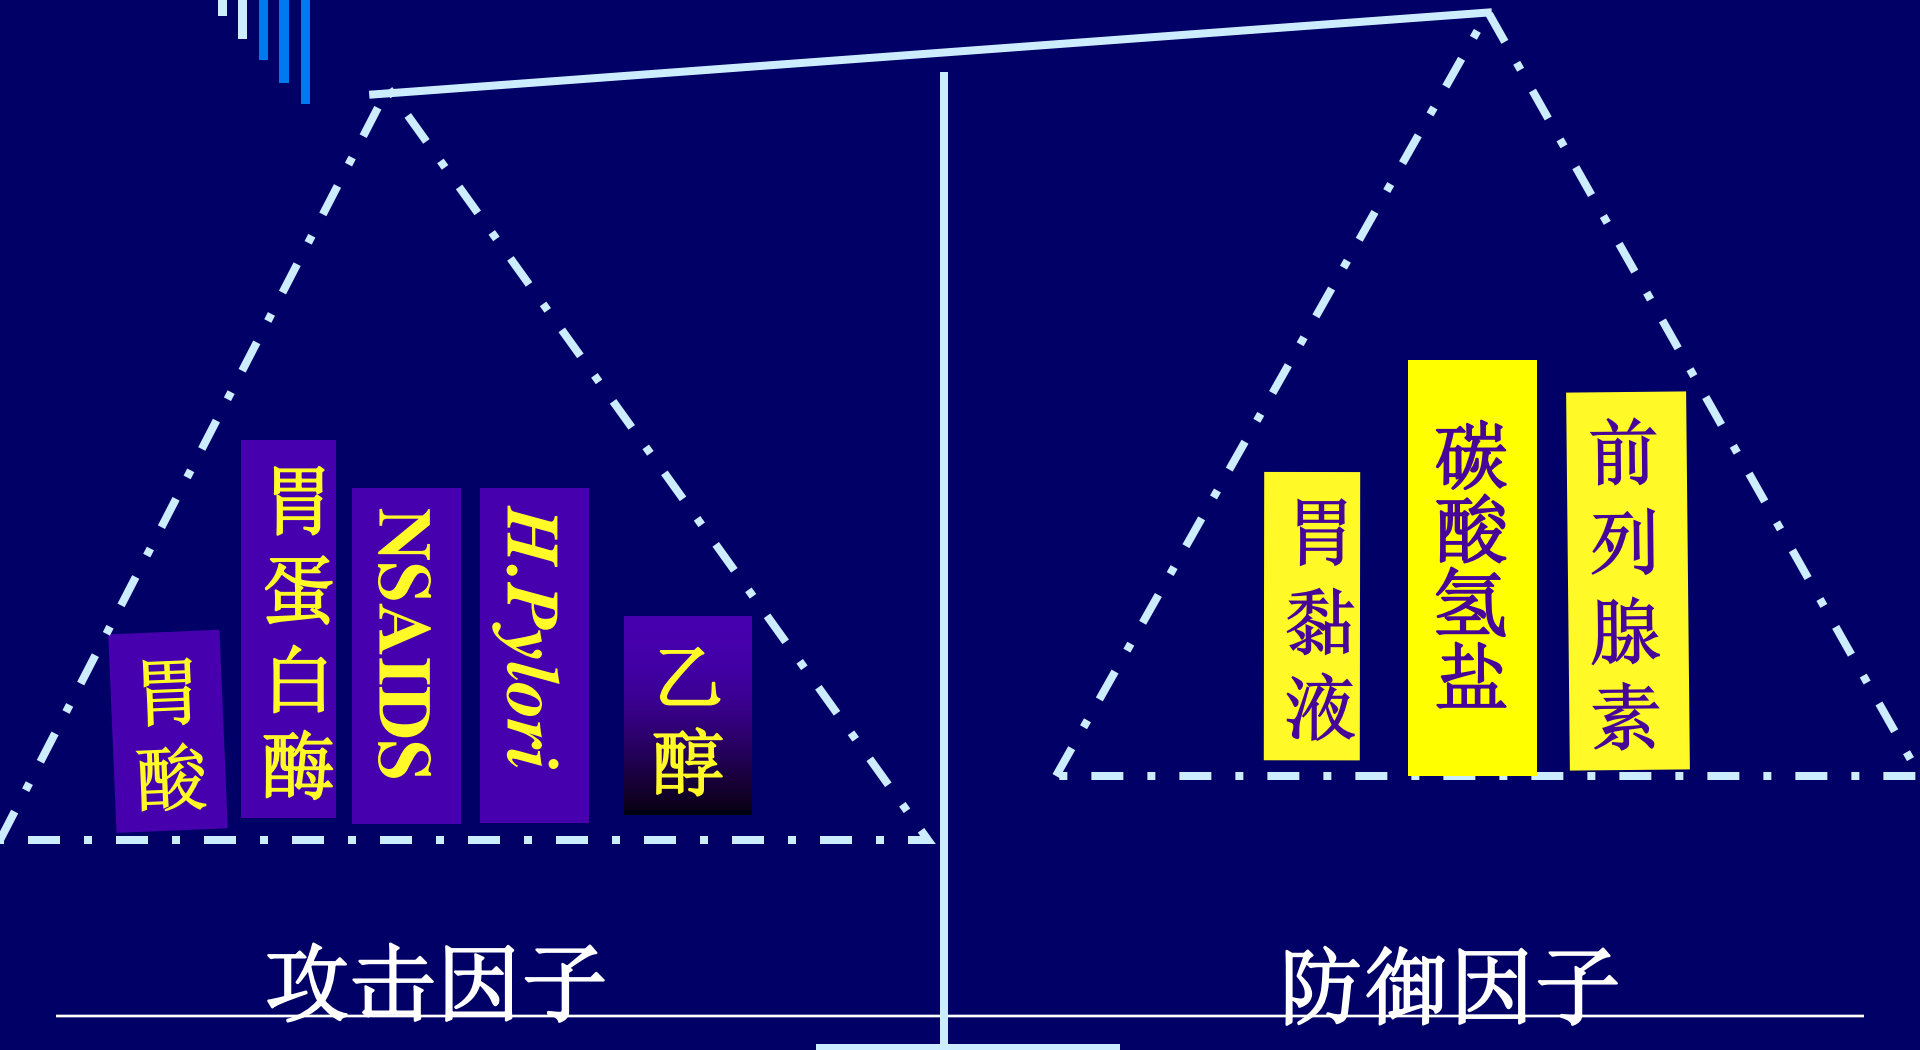 胃酸
胃蛋白酶
NSAIDS
H.Pylori
乙醇
胃黏液
碳酸氢盐
前列腺素
攻击因子
防御因子